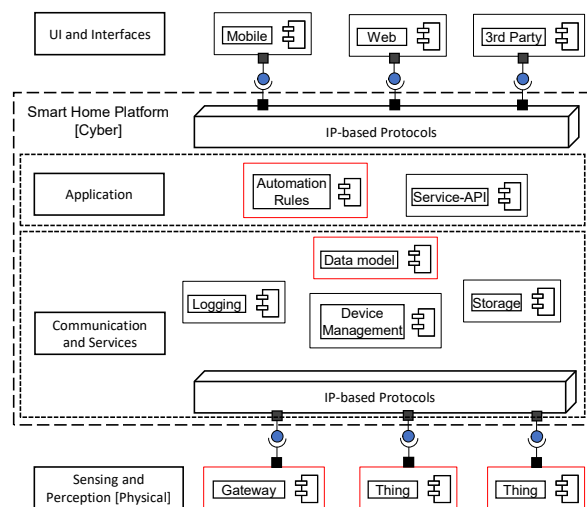 UI and Interfaces
Mobile
Web
3rd Party
Smart Home Platform
[Cyber]
IP-based Protocols
Application
Automation
Rules
Service-API
Data model
Logging
Device
Management
Storage
Communication
and Services
IP-based Protocols
Sensing and
Perception [Physical]
Gateway
Thing
Thing